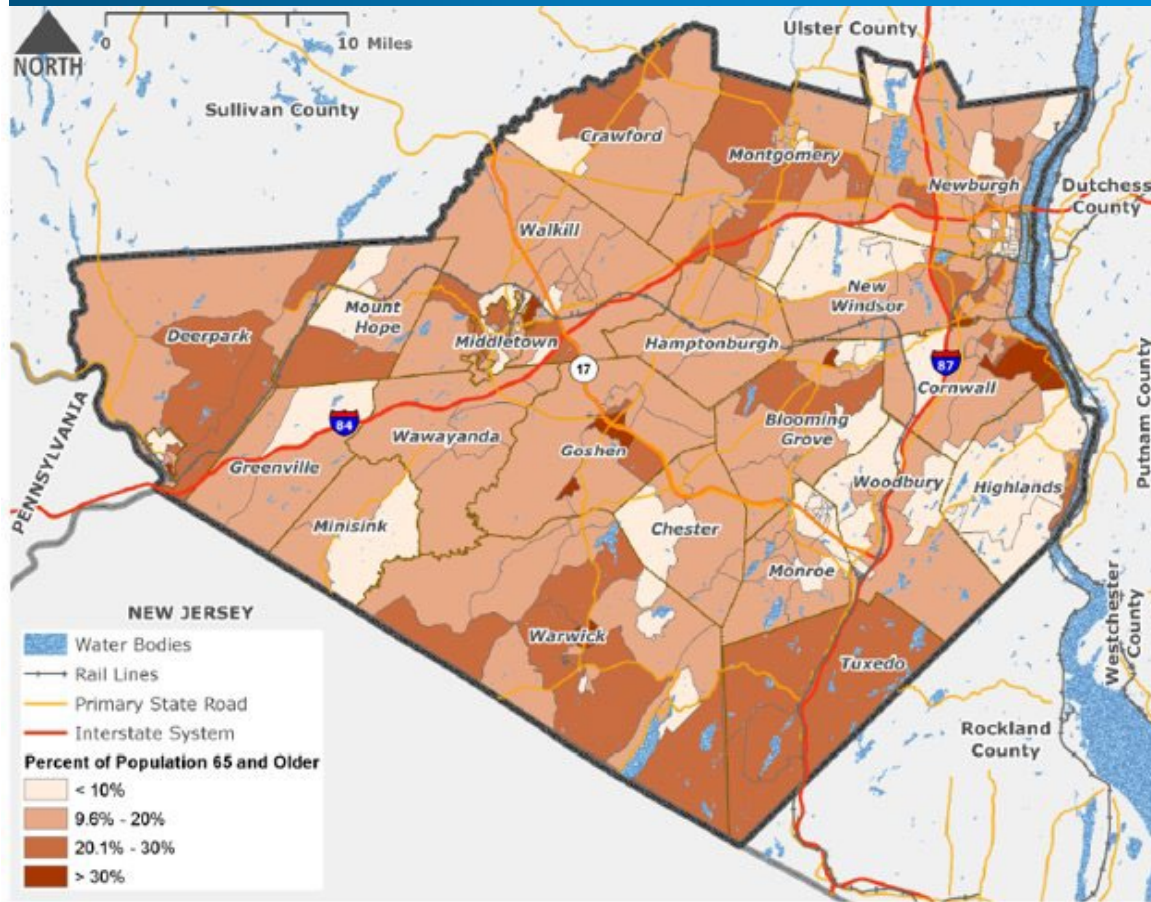 NORTH
0
10 Miles
Ulster County
Sullivan County
Crawford
Montgomery
Newburgh
Dutchess
County
Walkill
Mount
Hope
Deerpark
New
Windsor
Middletown
Hamptonburgh
17
87
Cornwall
Putnam County
PENNSYLVANIA
84
Wawayanda
Blooming
Grove
Goshen
Greenville
Woodbury
Highlands
Minisink
Chester
Monroe
Westchester
County
Warwick
Tuxedo
Rockland
County
NEW JERSEY
Water Bodies
Rail Lines
Primary State Road
Interstate System
Percent of Population 65 and Older
< 10%
9.6% - 20%
20.1% - 30%
> 30%